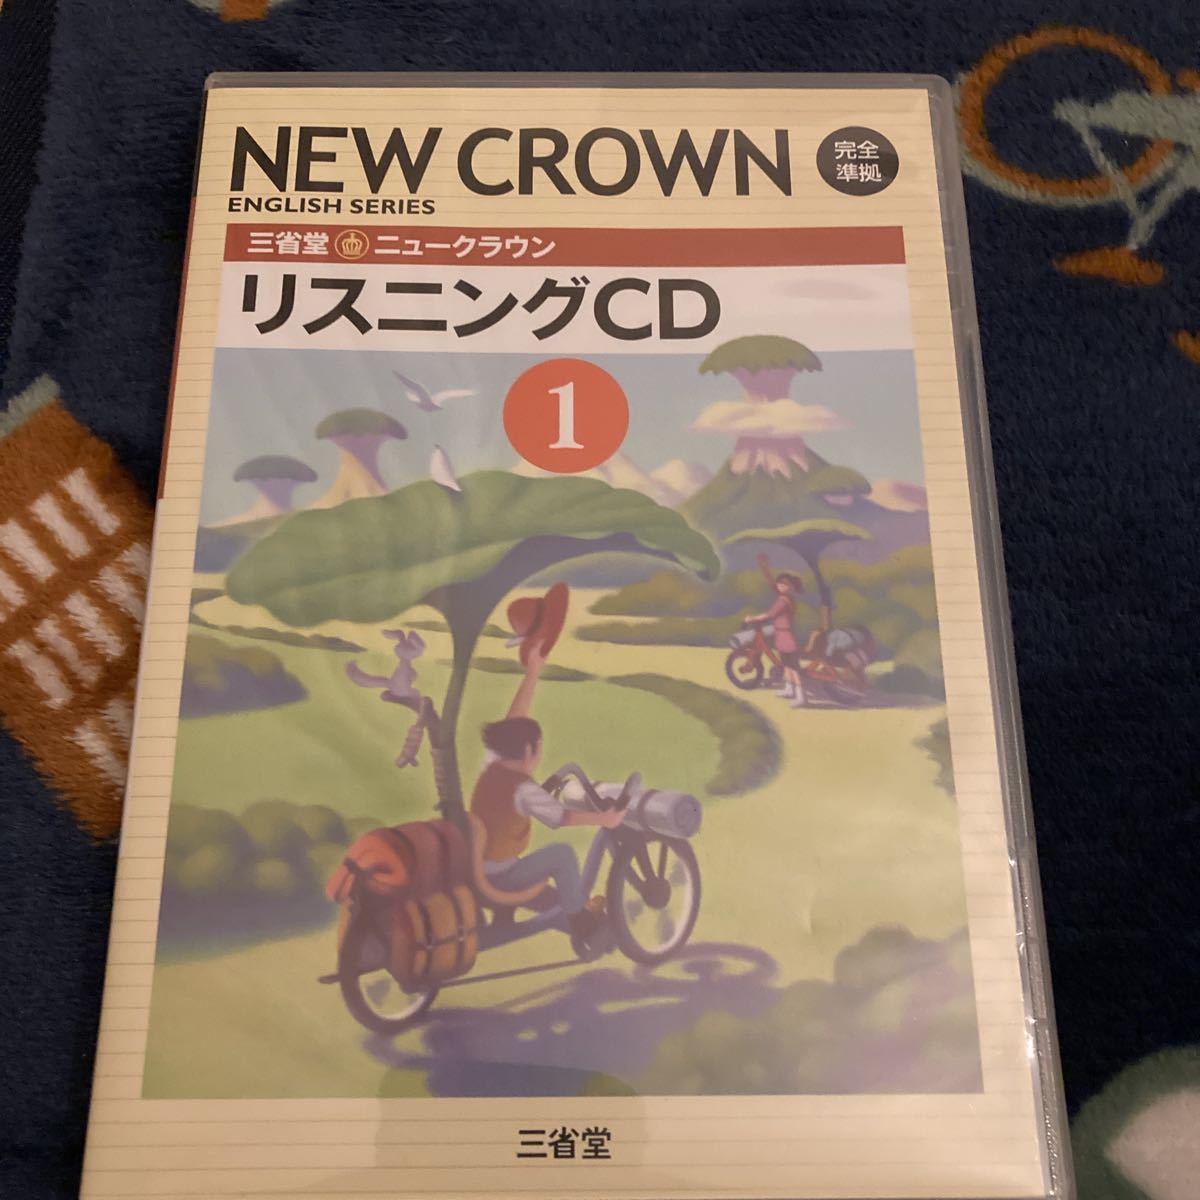 NEW CROWN
ENGLISH SERIES
完全
準拠
三省堂 ニュークラウン
リスニングCD
1
三省堂